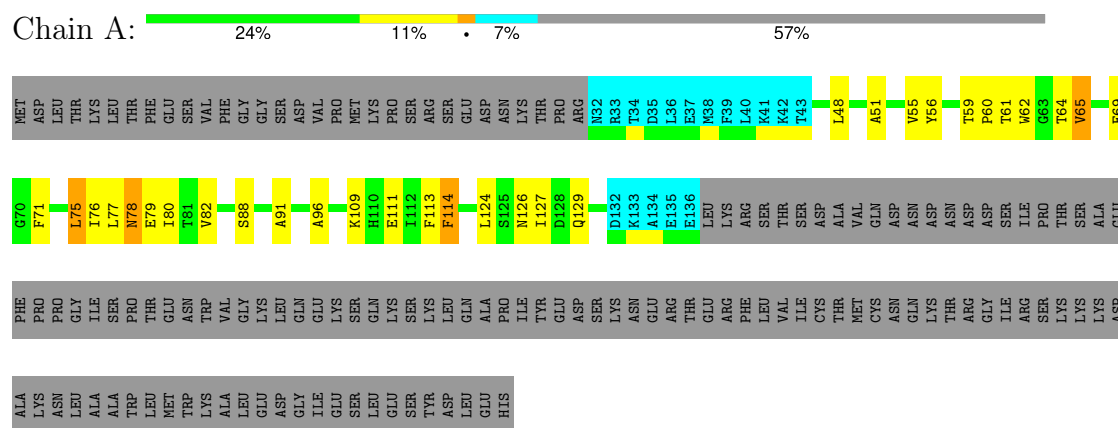 Chain A:
24% 11% • 7% 57%
MET ASP LEU THR LYS LEU THR PHE GLU SER VAL PHE GLY GLY SER ASP VAL PRO MET LYS PRO SER ARG SER GLU ASP ASN LYS THR PRO ARG N32 R33 T34 D35 L36 E37 M38 F39 L40 K41 K42 T43 L48 A51 V55 Y56 T59 P60 T61 W62 G63 T64 V65 E69
G70 F71 L75 I76 L77 N78 E79 I80 T81 V82 S88 A91 A96 K109 H110 E111 I112 F113 F114 L124 S125 N126 I127 D128 Q129 D132 K133 A134 E135 E136 LEU LYS ARG SER THR SER ASP ALA VAL GLN ASP ASN ASP ASN ASP ASP SER ILE PRO THR SER ALA GLU
PHE PRO PRO GLY ILE SER PRO THR GLU ASN TRP VAL GLY LYS LEU GLN GLU LYS SER GLN LYS SER LYS LEU GLN ALA PRO ILE TYR GLU ASP SER LYS ASN GLU ARG THR GLU ARG PHE LEU VAL ILE CYS THR MET CYS ASN GLN LYS THR ARG GLY ILE ARG SER LYS LYS LYS ASP
ALA LYS ASN LEU ALA ALA TRP LEU MET TRP LYS ALA LEU GLU ASP GLY ILE GLU SER LEU GLU SER TYR ASP LEU GLU HIS